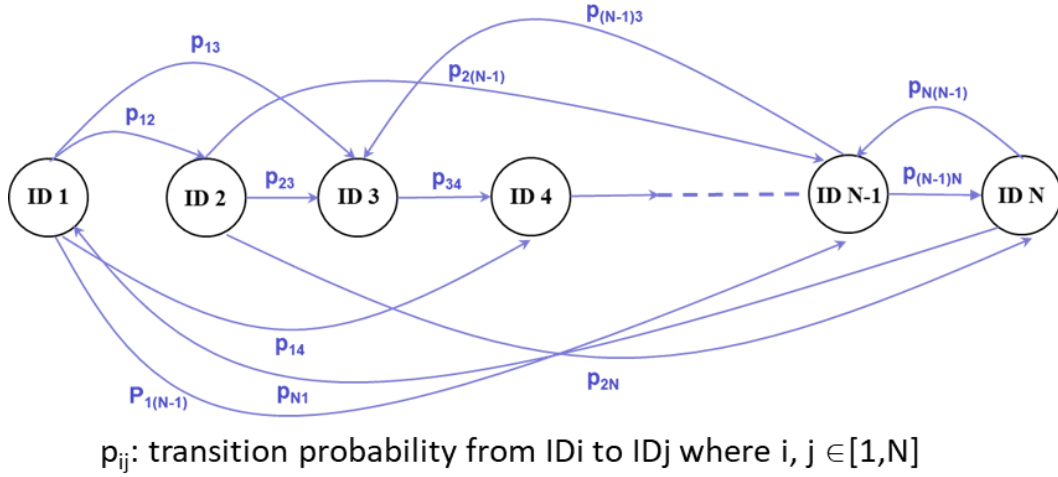 p(N-1)3
p13
p2(N-1)
pN(N-1)
p12
ID 1
ID 2
p23
ID 3
p34
ID 4
ID N-1
p(N-1)N
ID N
p14
P1(N-1)
pN1
p2N
pij: transition probability from IDi to IDj where i, j ∈[1,N]